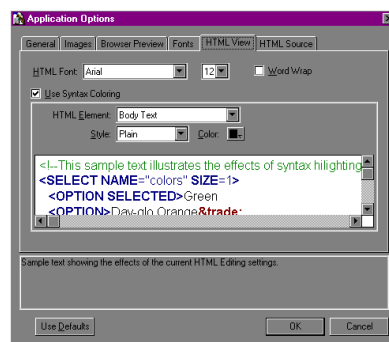 Application Options
General Images Browser Preview Fonts HTML View HTML Source
HTML Font: Arial 12 Word Wrap
Use Syntax Coloring
HTML Element: Body Text
Style: Plain Color:
<!--This sample text illustrates the effects of syntax hilighting
<SELECT NAME="colors" SIZE=1>
<OPTION SELECTED>Green
<OPTION>Day-glo Orange&trade;
Sample text showing the effects of the current HTML Editing settings.
Use Defaults OK Cancel